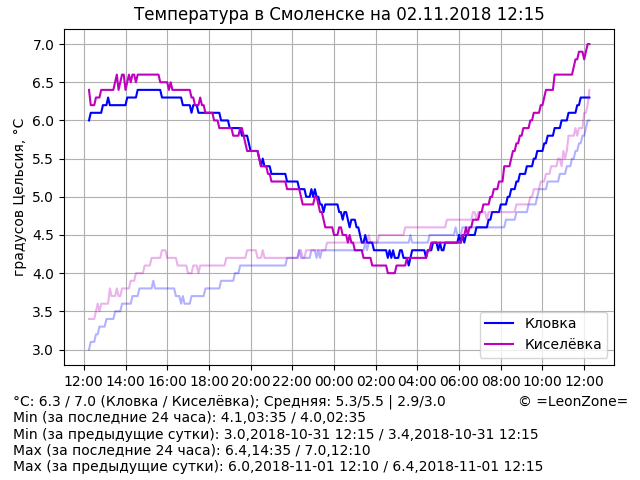 Температура в Смоленске на 02.11.2018 12:15
градусов Цельсия, °C
7.0
6.5
6.0
5.5
5.0
4.5
4.0
3.5
3.0
Кловка
Киселёвка
12:00 14:00 16:00 18:00 20:00 22:00 00:00 02:00 04:00 06:00 08:00 10:00 12:00
°C: 6.3 / 7.0 (Кловка / Киселёвка); Средняя: 5.3/5.5 | 2.9/3.0 © =LeonZone=
Min (за последние 24 часа): 4.1,03:35 / 4.0,02:35
Min (за предыдущие сутки): 3.0,2018-10-31 12:15 / 3.4,2018-10-31 12:15
Max (за последние 24 часа): 6.4,14:35 / 7.0,12:10
Max (за предыдущие сутки): 6.0,2018-11-01 12:10 / 6.4,2018-11-01 12:15